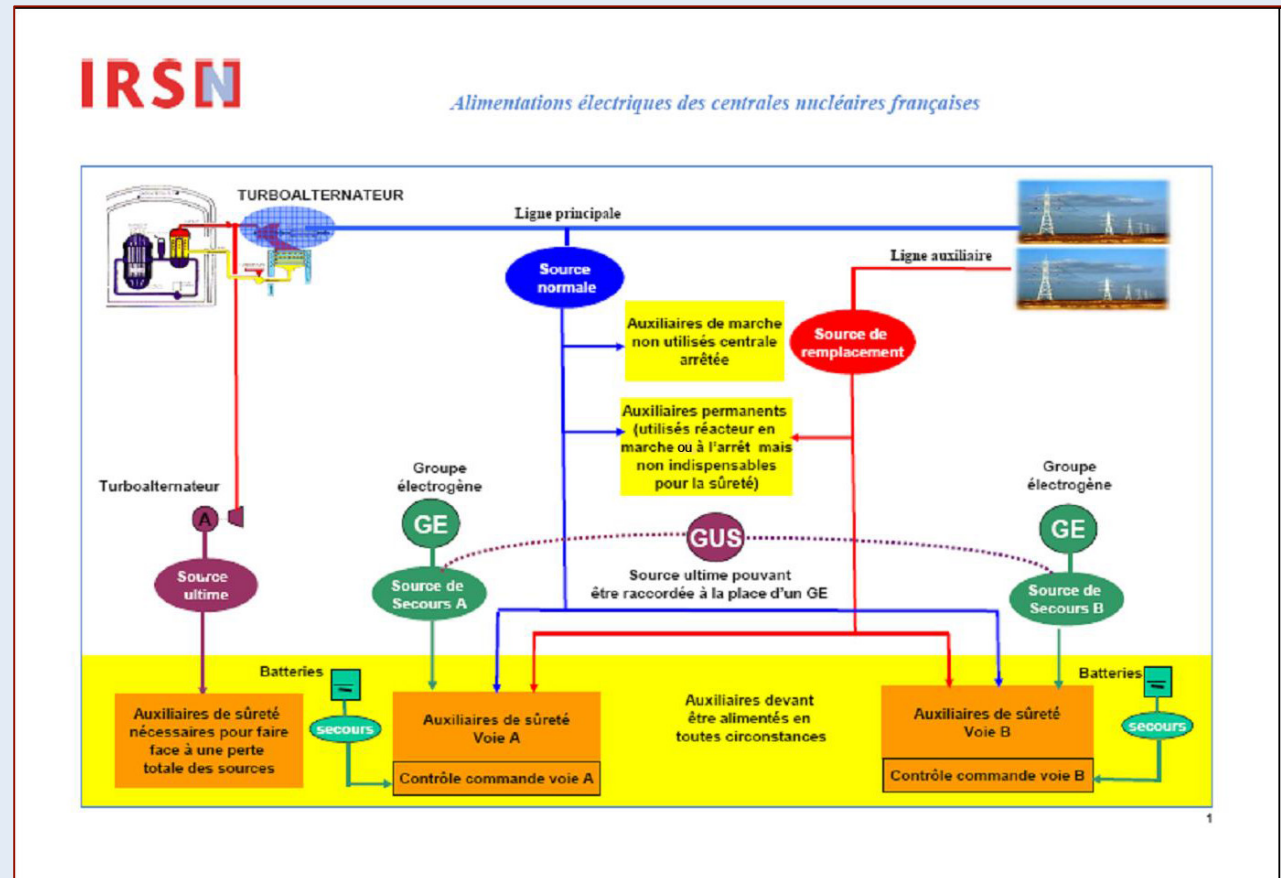 IRSN
Alimentations électriques des centrales nucléaires françaises
TURBOALTERNATEUR
Ligne principale
Ligne auxiliaire
Source
normale
Auxiliaires de marche
non utilisés centrale
arrêtée
Source de
remplacement
Auxiliaires permanents
(utilisés réacteur en
marche ou à l'arrêt mais
non indispensables
pour la sûreté)
Turboalternateur
A
Groupe
électrogène
GE
Groupe
électrogène
GE
GUS
Source
ultime
Source de
Secours A
Source ultime pouvant
être raccordée à la place d'un GE
Source de
Secours B
Batteries
secours
Auxiliaires de sûreté
nécessaires pour faire
face à une perte
totale des sources
Auxiliaires de sûreté
Voie A
Contrôle commande voie A
Auxiliaires devant
être alimentés en
toutes circonstances
Auxiliaires de sûreté
Voie B
Contrôle commande voie B
Batteries
secours
1